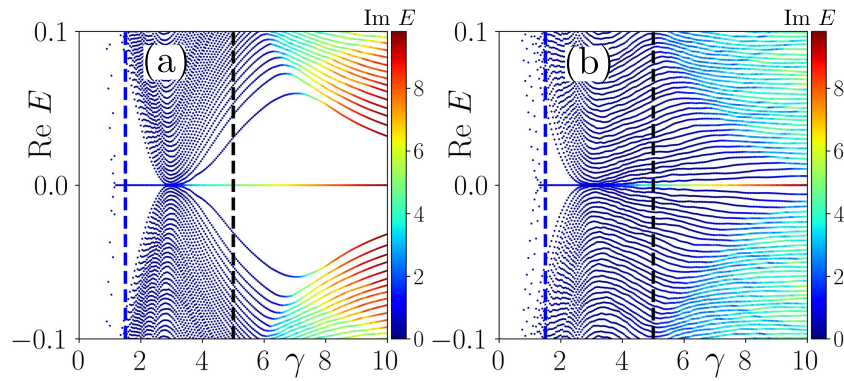 Im E Im E
0.1 (a) 8 0.1 (b) 8
6 6
Re E 0.0 Re E 0.0
4 4
2 2
−0.1 0 −0.1 0
0 2 4 6 γ 8 10 0 2 4 6 γ 8 10